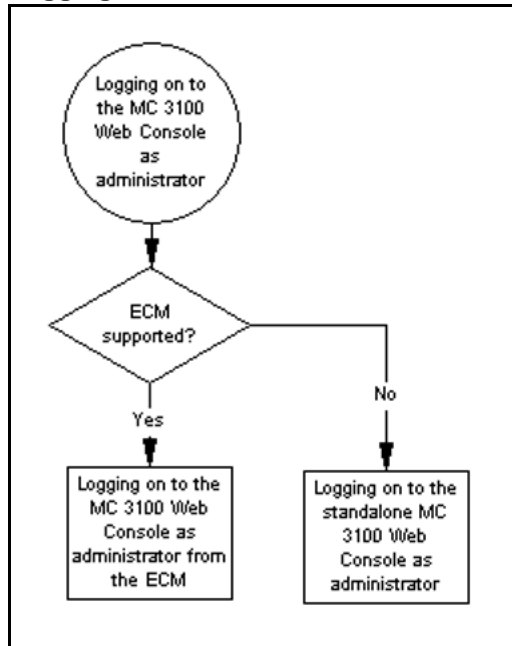 Logging on to
the MC 3100
Web Console
as
administrator
ECM
supported?
Yes
No
Logging on to the
MC 3100 Web
Console as
administrator from
the ECM
Logging on to the
standalone MC
3100 Web
Console as
administrator